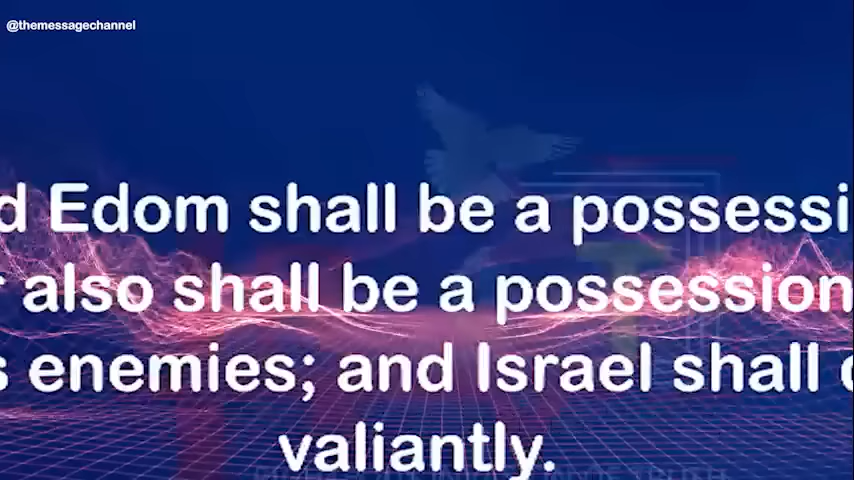 @themessagechannel
d Edom shall be a possessi
also shall be a possession
s enemies; and Israel shall
valiantly.